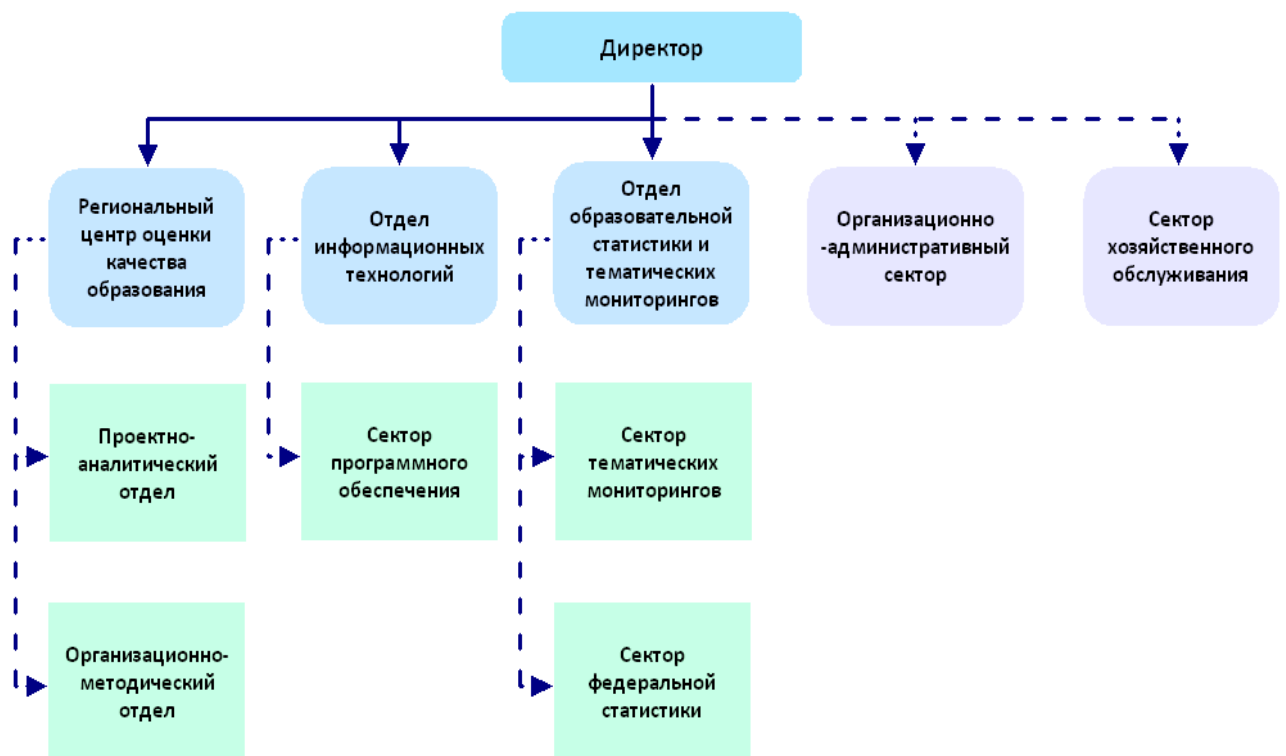 Директор
Региональный
центр оценки
качества
образования
Отдел
информационных
технологий
Отдел
образовательной
статистики и
тематических
мониторингов
Организационно
-административный
сектор
Сектор
хозяйственного
обслуживания
Проектно-
аналитический
отдел
Сектор
программного
обеспечения
Сектор
тематических
мониторингов
Организационно-
методический
отдел
Сектор
федеральной
статистики